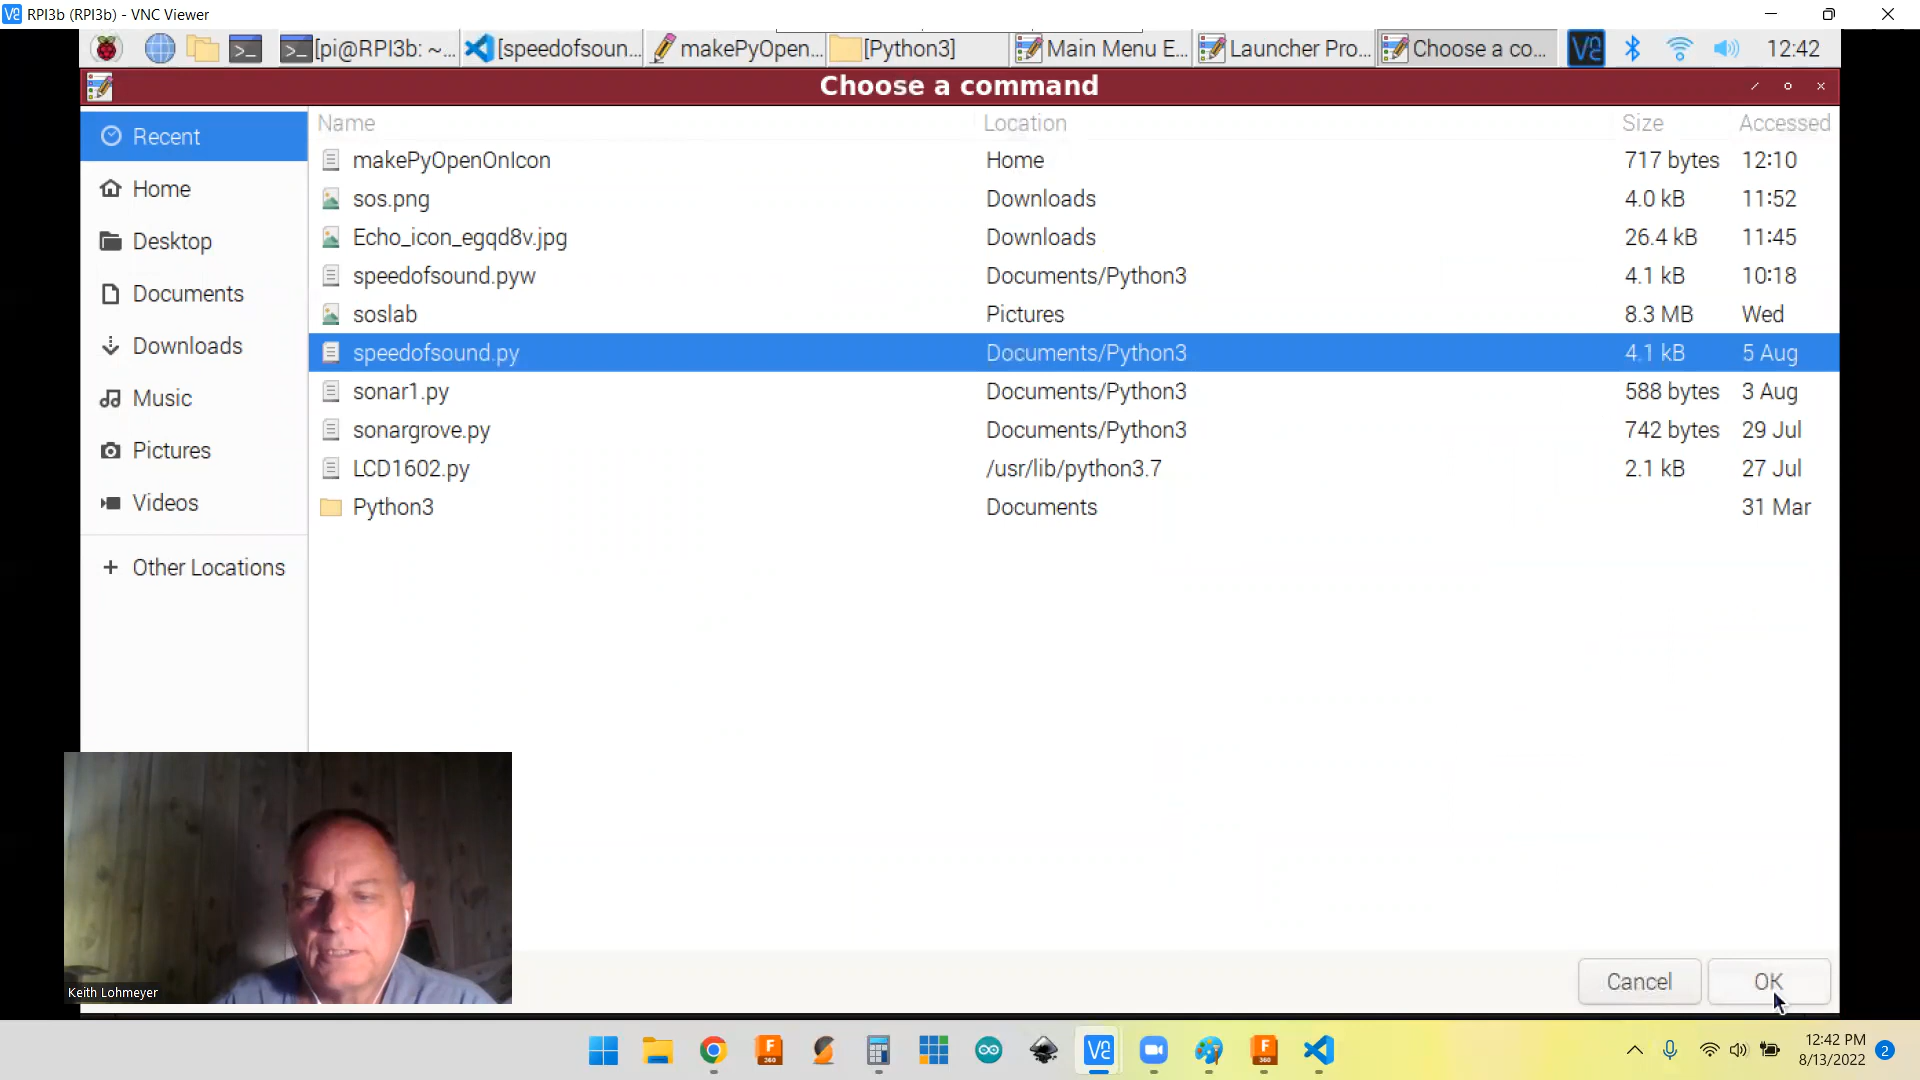 RPI3b (RPI3b) - VNC Viewer
[pi@RPI3b: ~...
[speedofsoun...
makePyOpen...
[Python3]
Main Menu E...
Launcher Pro...
Choose a co...
12:42
Choose a command
Name Location Size Accessed
Recent
Home
Desktop
Documents
Downloads
Music
Pictures
Videos
Other Locations
makePyOpenOnIcon Home 717 bytes 12:10
sos.png Downloads 4.0 kB 11:52
Echo_icon_egqd8v.jpg Downloads 26.4 kB 11:45
speedofsound.pyw Documents/Python3 4.1 kB 10:18
soslab Pictures 8.3 MB Wed
speedofsound.py Documents/Python3 4.1 kB 5 Aug
sonar1.py Documents/Python3 588 bytes 3 Aug
sonargrove.py Documents/Python3 742 bytes 29 Jul
LCD1602.py /usr/lib/python3.7 2.1 kB 27 Jul
Python3 Documents 31 Mar
Cancel OK
Keith Lohmeyer
12:42 PM
8/13/2022
2